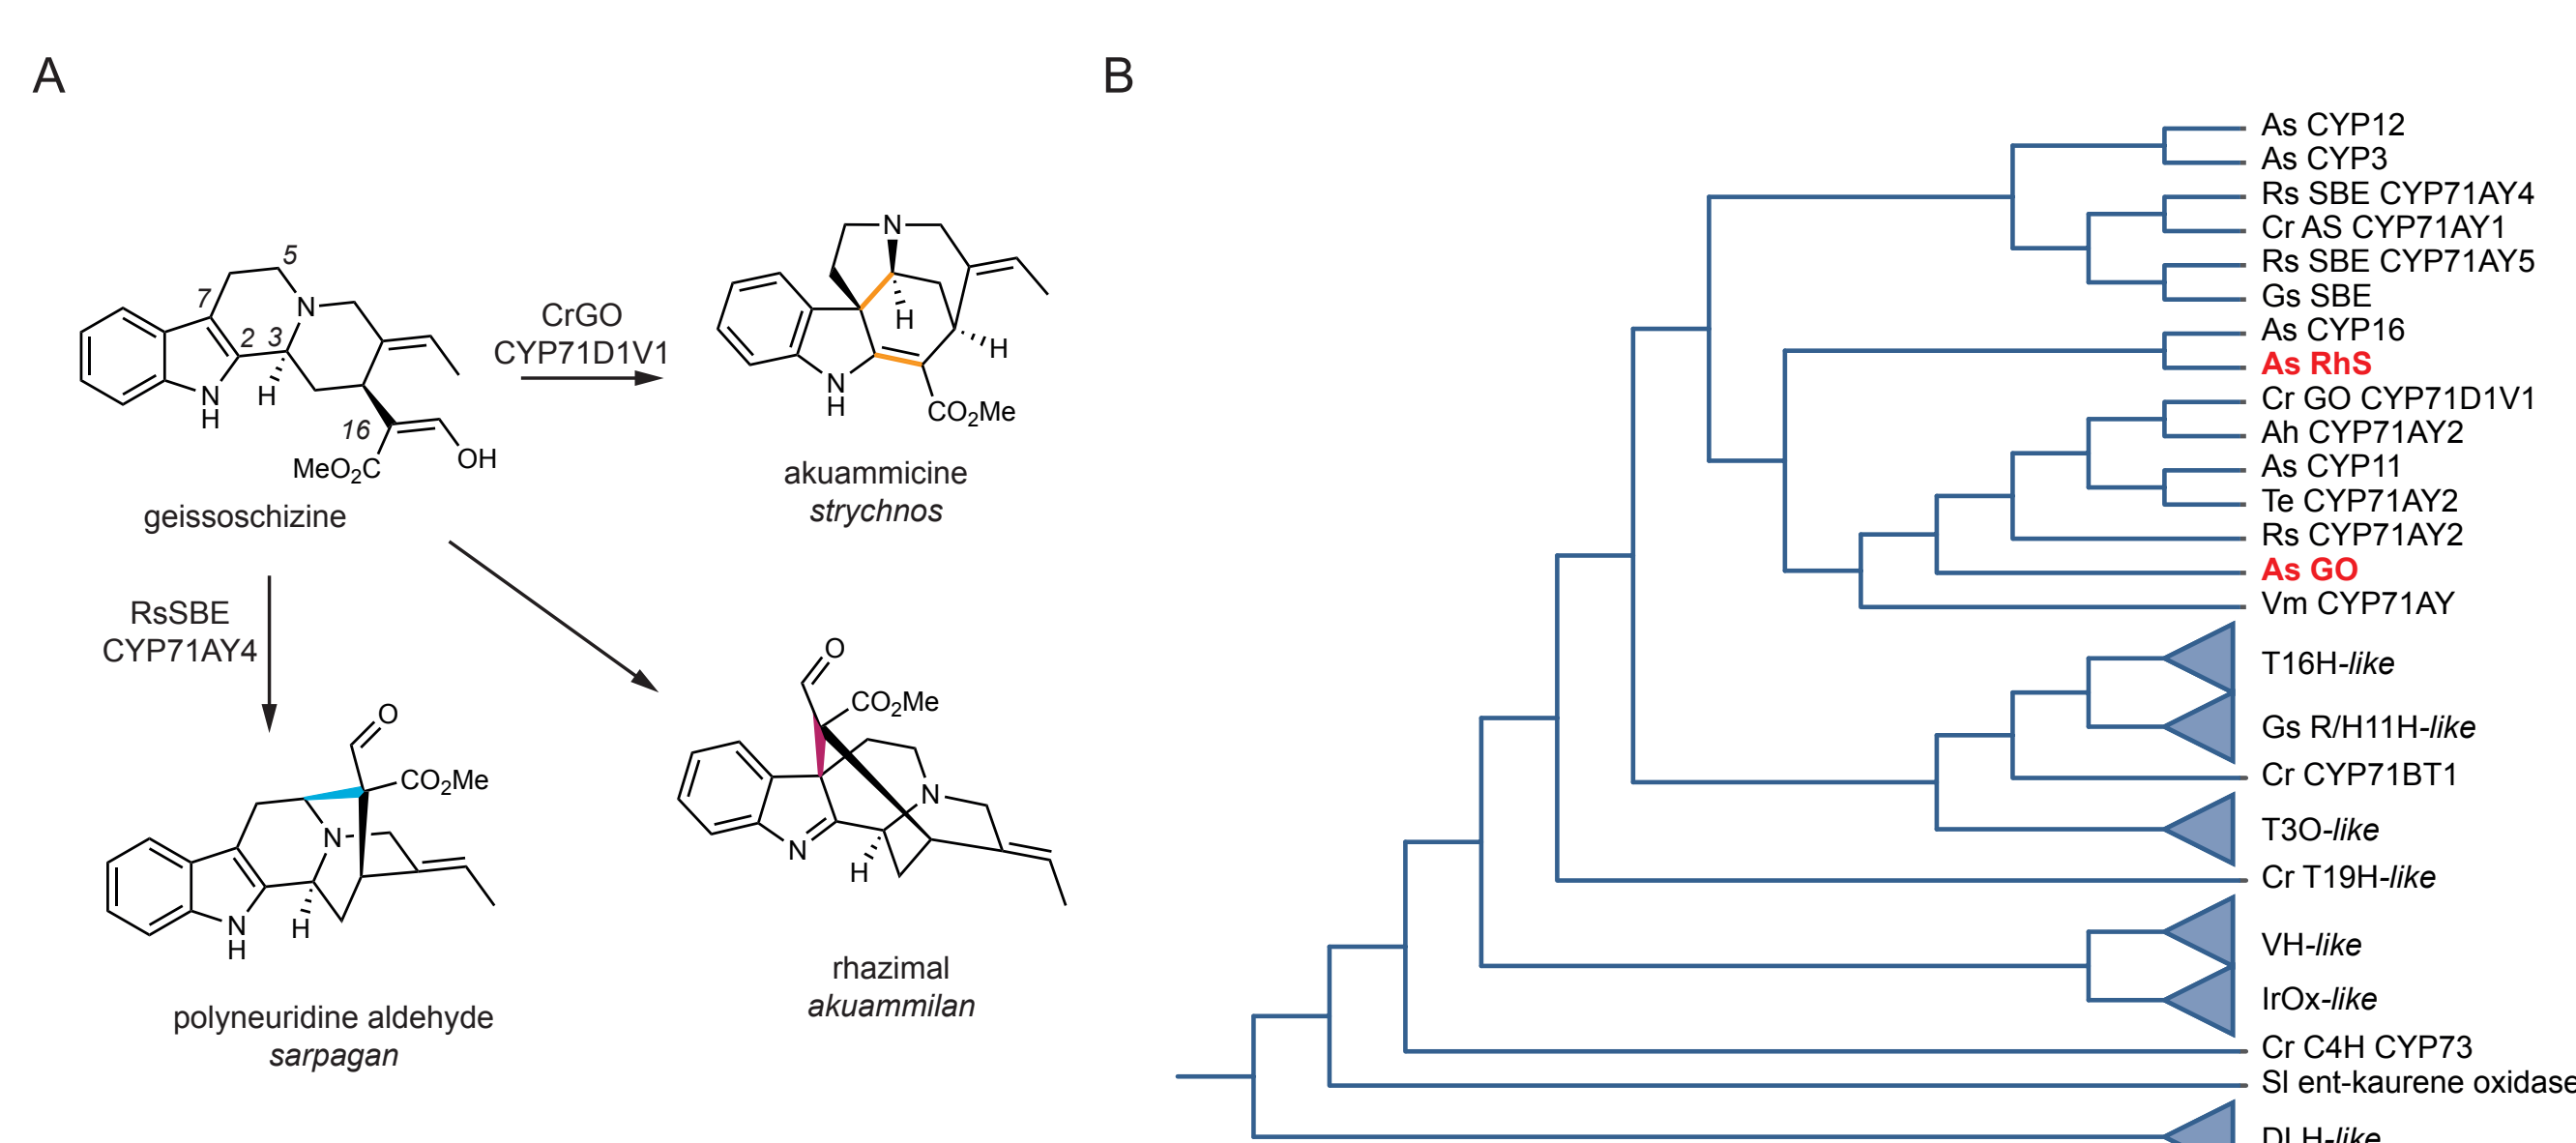 A
B
5
7
N
2 3
N
H
H
16
MeO2C
OH
geissoschizine
CrGO
CYP71D1V1
N
H
H
N
H
CO2Me
akuammicine
strychnos
RsSBE
CYP71AY4
O
CO2Me
N
N
H
H
polyneuridine aldehyde
sarpagan
O
CO2Me
N
N
H
rhazimal
akuammilan
As CYP12
As CYP3
Rs SBE CYP71AY4
Cr AS CYP71AY1
Rs SBE CYP71AY5
Gs SBE
As CYP16
As RhS
Cr GO CYP71D1V1
Ah CYP71AY2
As CYP11
Te CYP71AY2
Rs CYP71AY2
As GO
Vm CYP71AY
T16H-like
Gs R/H11H-like
Cr CYP71BT1
T3O-like
Cr T19H-like
VH-like
IrOx-like
Cr C4H CYP73
Sl ent-kaurene oxidase
DLH-like